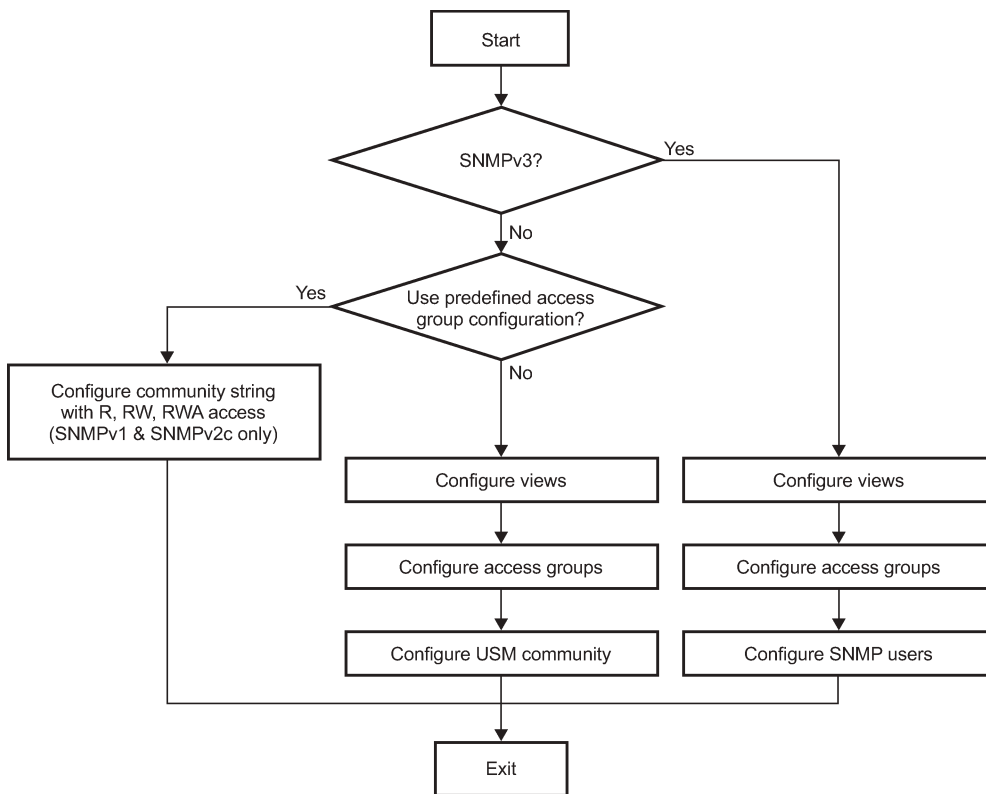 Start
SNMPv3?
Yes
No
Use predefined access
group configuration?
Yes
No
Configure community string
with R, RW, RWA access
(SNMPv1 & SNMPv2c only)
Configure views
Configure views
Configure access groups
Configure access groups
Configure USM community
Configure SNMP users
Exit